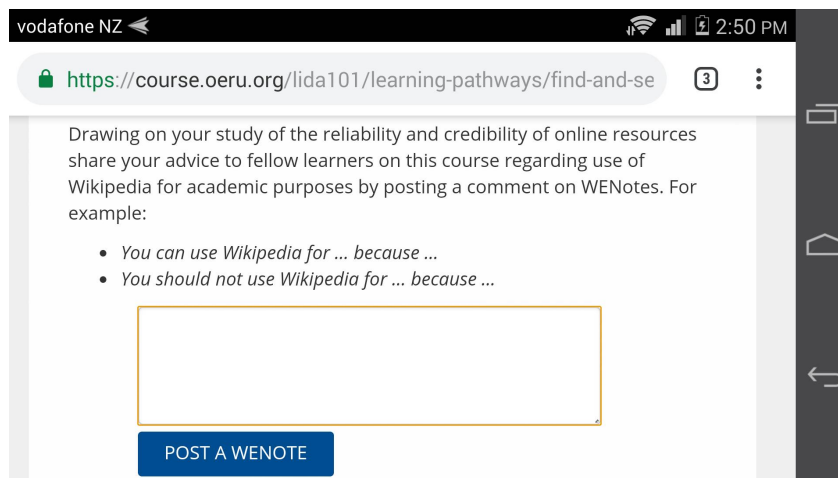 vodafone NZ
2:50 PM
https://course.oeru.org/lida101/learning-pathways/find-and-se
3
Drawing on your study of the reliability and credibility of online resources
share your advice to fellow learners on this course regarding use of
Wikipedia for academic purposes by posting a comment on WENotes. For
example:
• You can use Wikipedia for ... because ...
• You should not use Wikipedia for ... because ...
POST A WENOTE